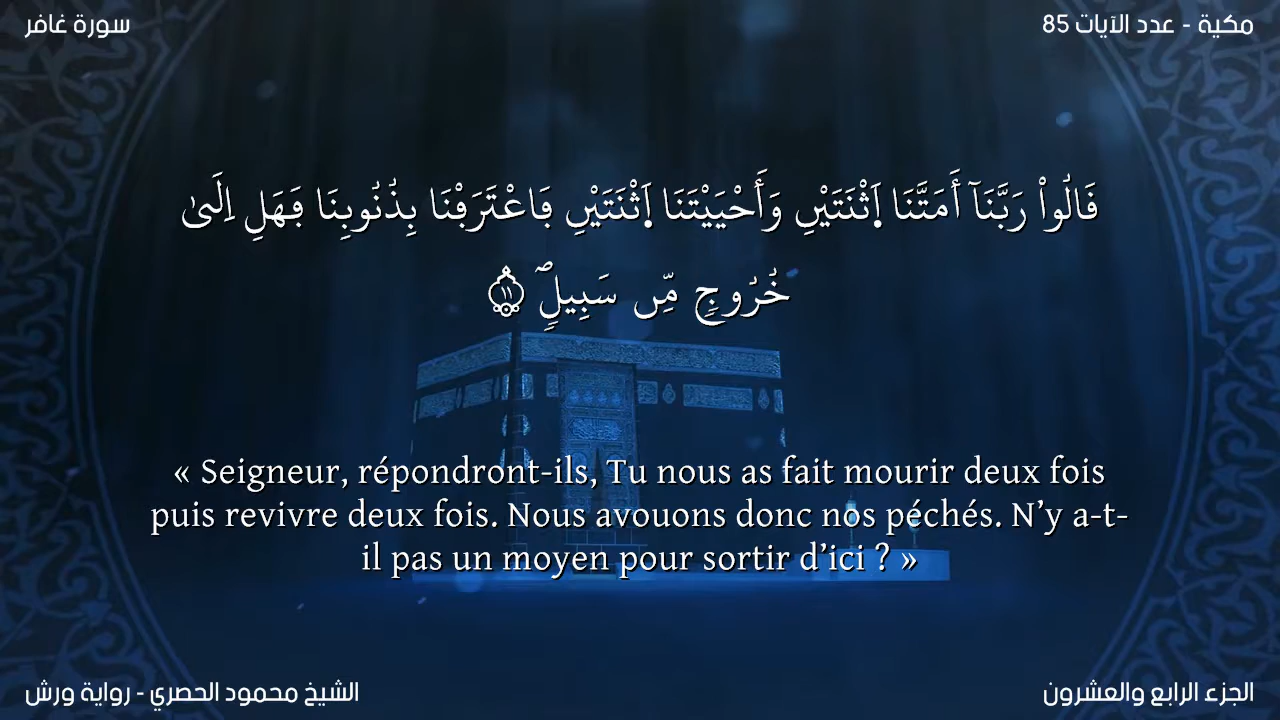 سورة غافر
مكية - عدد الآيات 85
قَالُواْ رَبَّنَآ أَمَتَّنَا اَ۪ثْنَتَيْنِ وَأَحْيَيْتَنَا اَ۪ثْنَتَيْنِ فَاعْتَرَفْنَا بِذُنُوبِنَا فَهَلِ اِلَىٰ
خُرُوجٖ مِّن سَبِيلٖۖ ١١
« Seigneur, répondront-ils, Tu nous as fait mourir deux fois
puis revivre deux fois. Nous avouons donc nos péchés. N’y a-t-
il pas un moyen pour sortir d’ici ? »
الشيخ محمود الحصري - رواية ورش
الجزء الرابع والعشرون